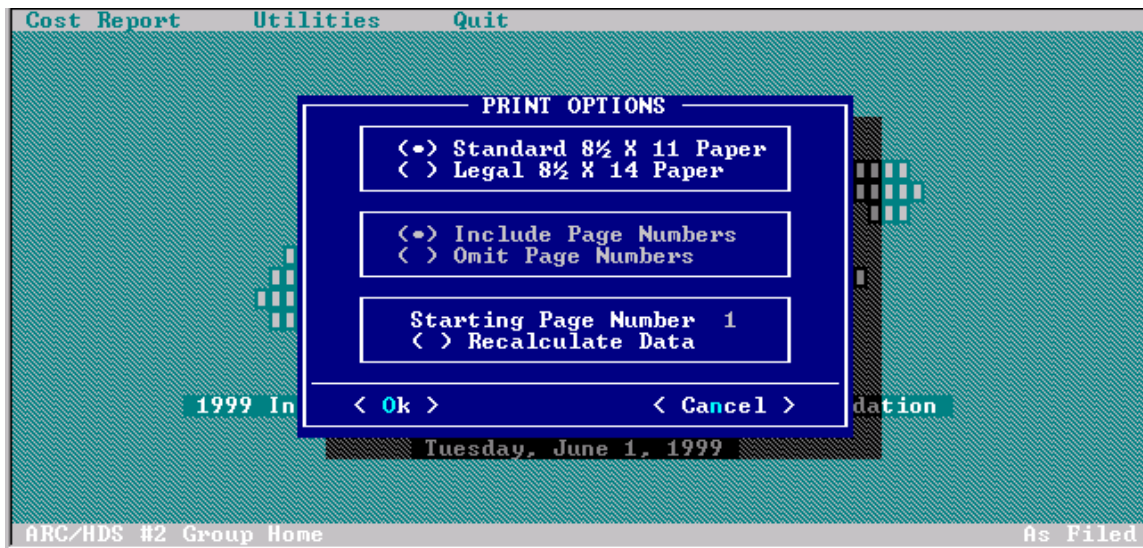 Cost Report Utilities Quit
PRINT OPTIONS
(•) Standard 8½ X 11 Paper
( ) Legal 8½ X 14 Paper
(•) Include Page Numbers
( ) Omit Page Numbers
Starting Page Number 1
( ) Recalculate Data
< Ok > < Cancel >
1999 In dation
Tuesday, June 1, 1999
ARC/HDS #2 Group Home As Filed